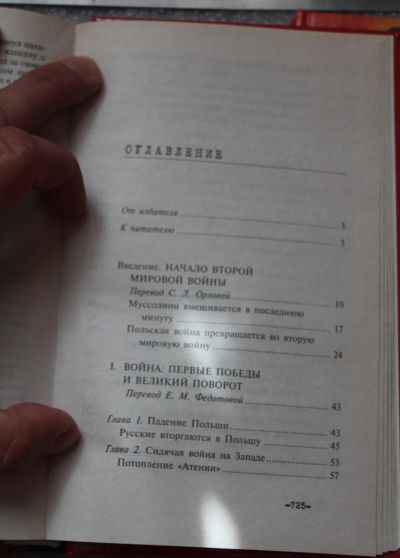 капсулу с
ОГЛАВЛЕНИЕ
От издателя 3
К читателю 5
Введение. НАЧАЛО ВТОРОЙ
МИРОВОЙ ВОЙНЫ
Перевод С. Л. Орловой 10
Муссолини вмешивается в последнюю
минуту 17
Польская война превращается во вторую
мировую войну 24
I. ВОЙНА: ПЕРВЫЕ ПОБЕДЫ
И ВЕЛИКИЙ ПОВОРОТ
Перевод Е. М. Федотовой 43
Глава 1. Падение Польши 43
Русские вторгаются в Польшу 45
Глава 2. Сидячая война на Западе 53
Потопление «Атении» 57
–725–